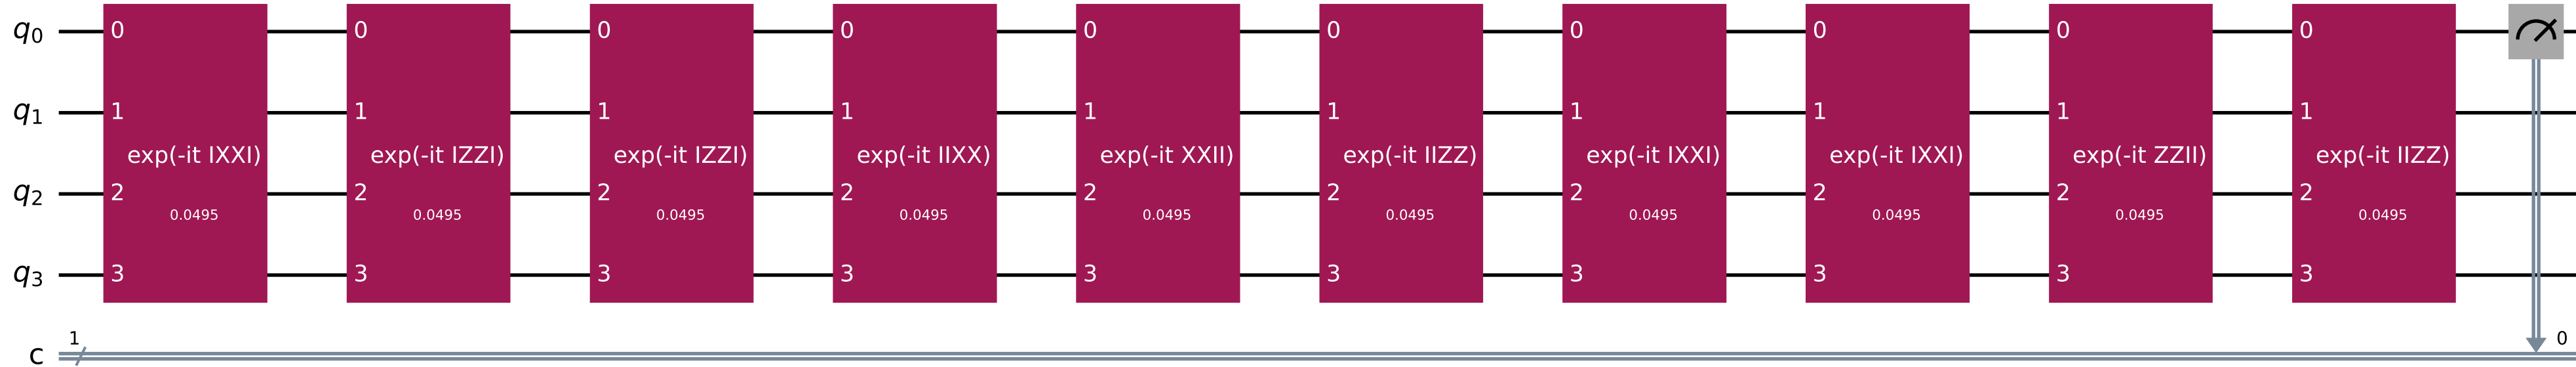 q0 0 0 0 0 0 0 0 0 0 0
q1 1 1 1 1 1 1 1 1 1 1
exp(-it IXXI) exp(-it IZZI) exp(-it IZZI) exp(-it IIXX) exp(-it XXII) exp(-it IIZZ) exp(-it IXXI) exp(-it IXXI) exp(-it ZZII) exp(-it IIZZ)
q2 2 2 2 2 2 2 2 2 2 2
0.0495 0.0495 0.0495 0.0495 0.0495 0.0495 0.0495 0.0495 0.0495 0.0495
q3 3 3 3 3 3 3 3 3 3 3
1 0
c